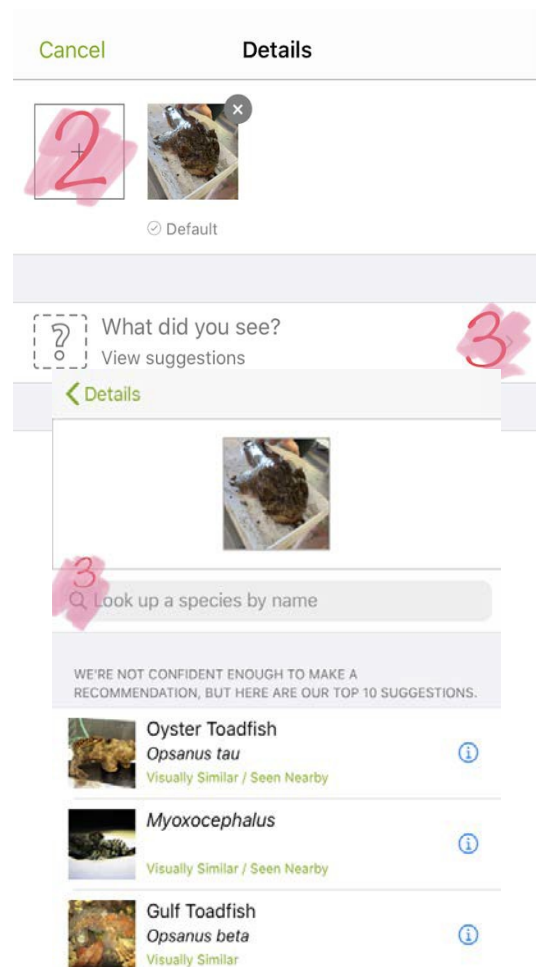 Cancel Details
2
Default
What did you see?
View suggestions
3
Details
3
Look up a species by name
WE'RE NOT CONFIDENT ENOUGH TO MAKE A
RECOMMENDATION, BUT HERE ARE OUR TOP 10 SUGGESTIONS.
Oyster Toadfish
Opsanus tau
Visually Similar / Seen Nearby
Myoxocephalus
Visually Similar / Seen Nearby
Gulf Toadfish
Opsanus beta
Visually Similar